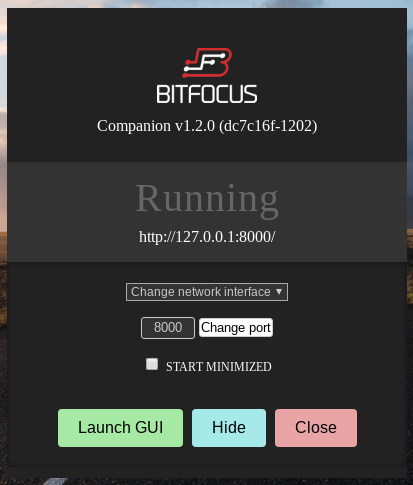 BITFOCUS
Companion v1.2.0 (dc7c16f-1202)
Running
http://127.0.0.1:8000/
Change network interface ▼
8000 Change port
START MINIMIZED
Launch GUI Hide Close